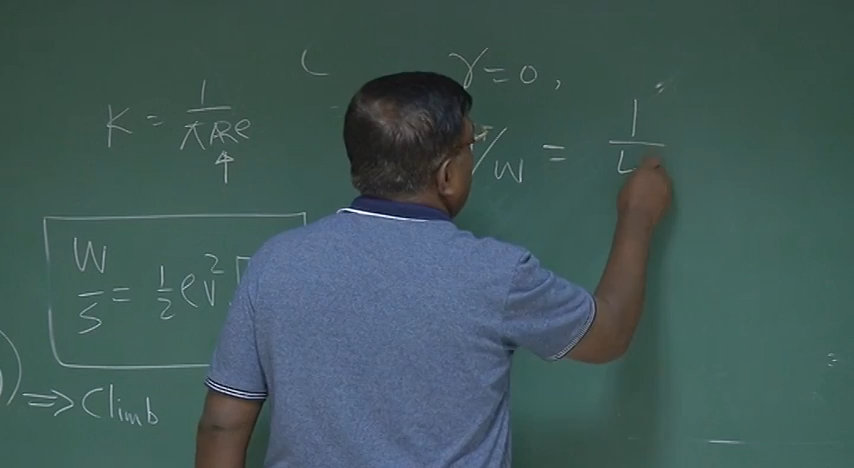 C γ = 0,
K = 1/πARe
/W = 1/L
↑
W/S = 1/2 ρv²
) ⇒ Climb